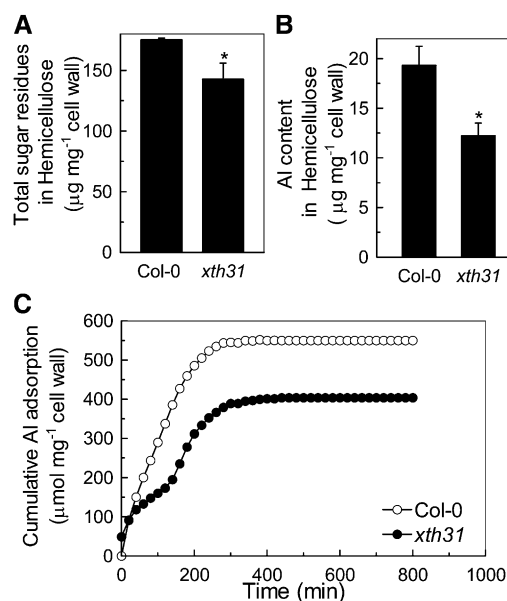 A
Total sugar residues
in Hemicellulose
(μg mg-1 cell wall)
150
100
50
0
*
Col-0 xth31
B
Al content
in Hemicellulose
( μg mg-1 cell wall)
20
15
10
5
0
*
Col-0 xth31
C
Cumulative Al adsorption
(μmol mg-1 cell wall)
600
500
400
300
200
100
0
Col-0
xth31
0 200 400 600 800 1000
Time (min)